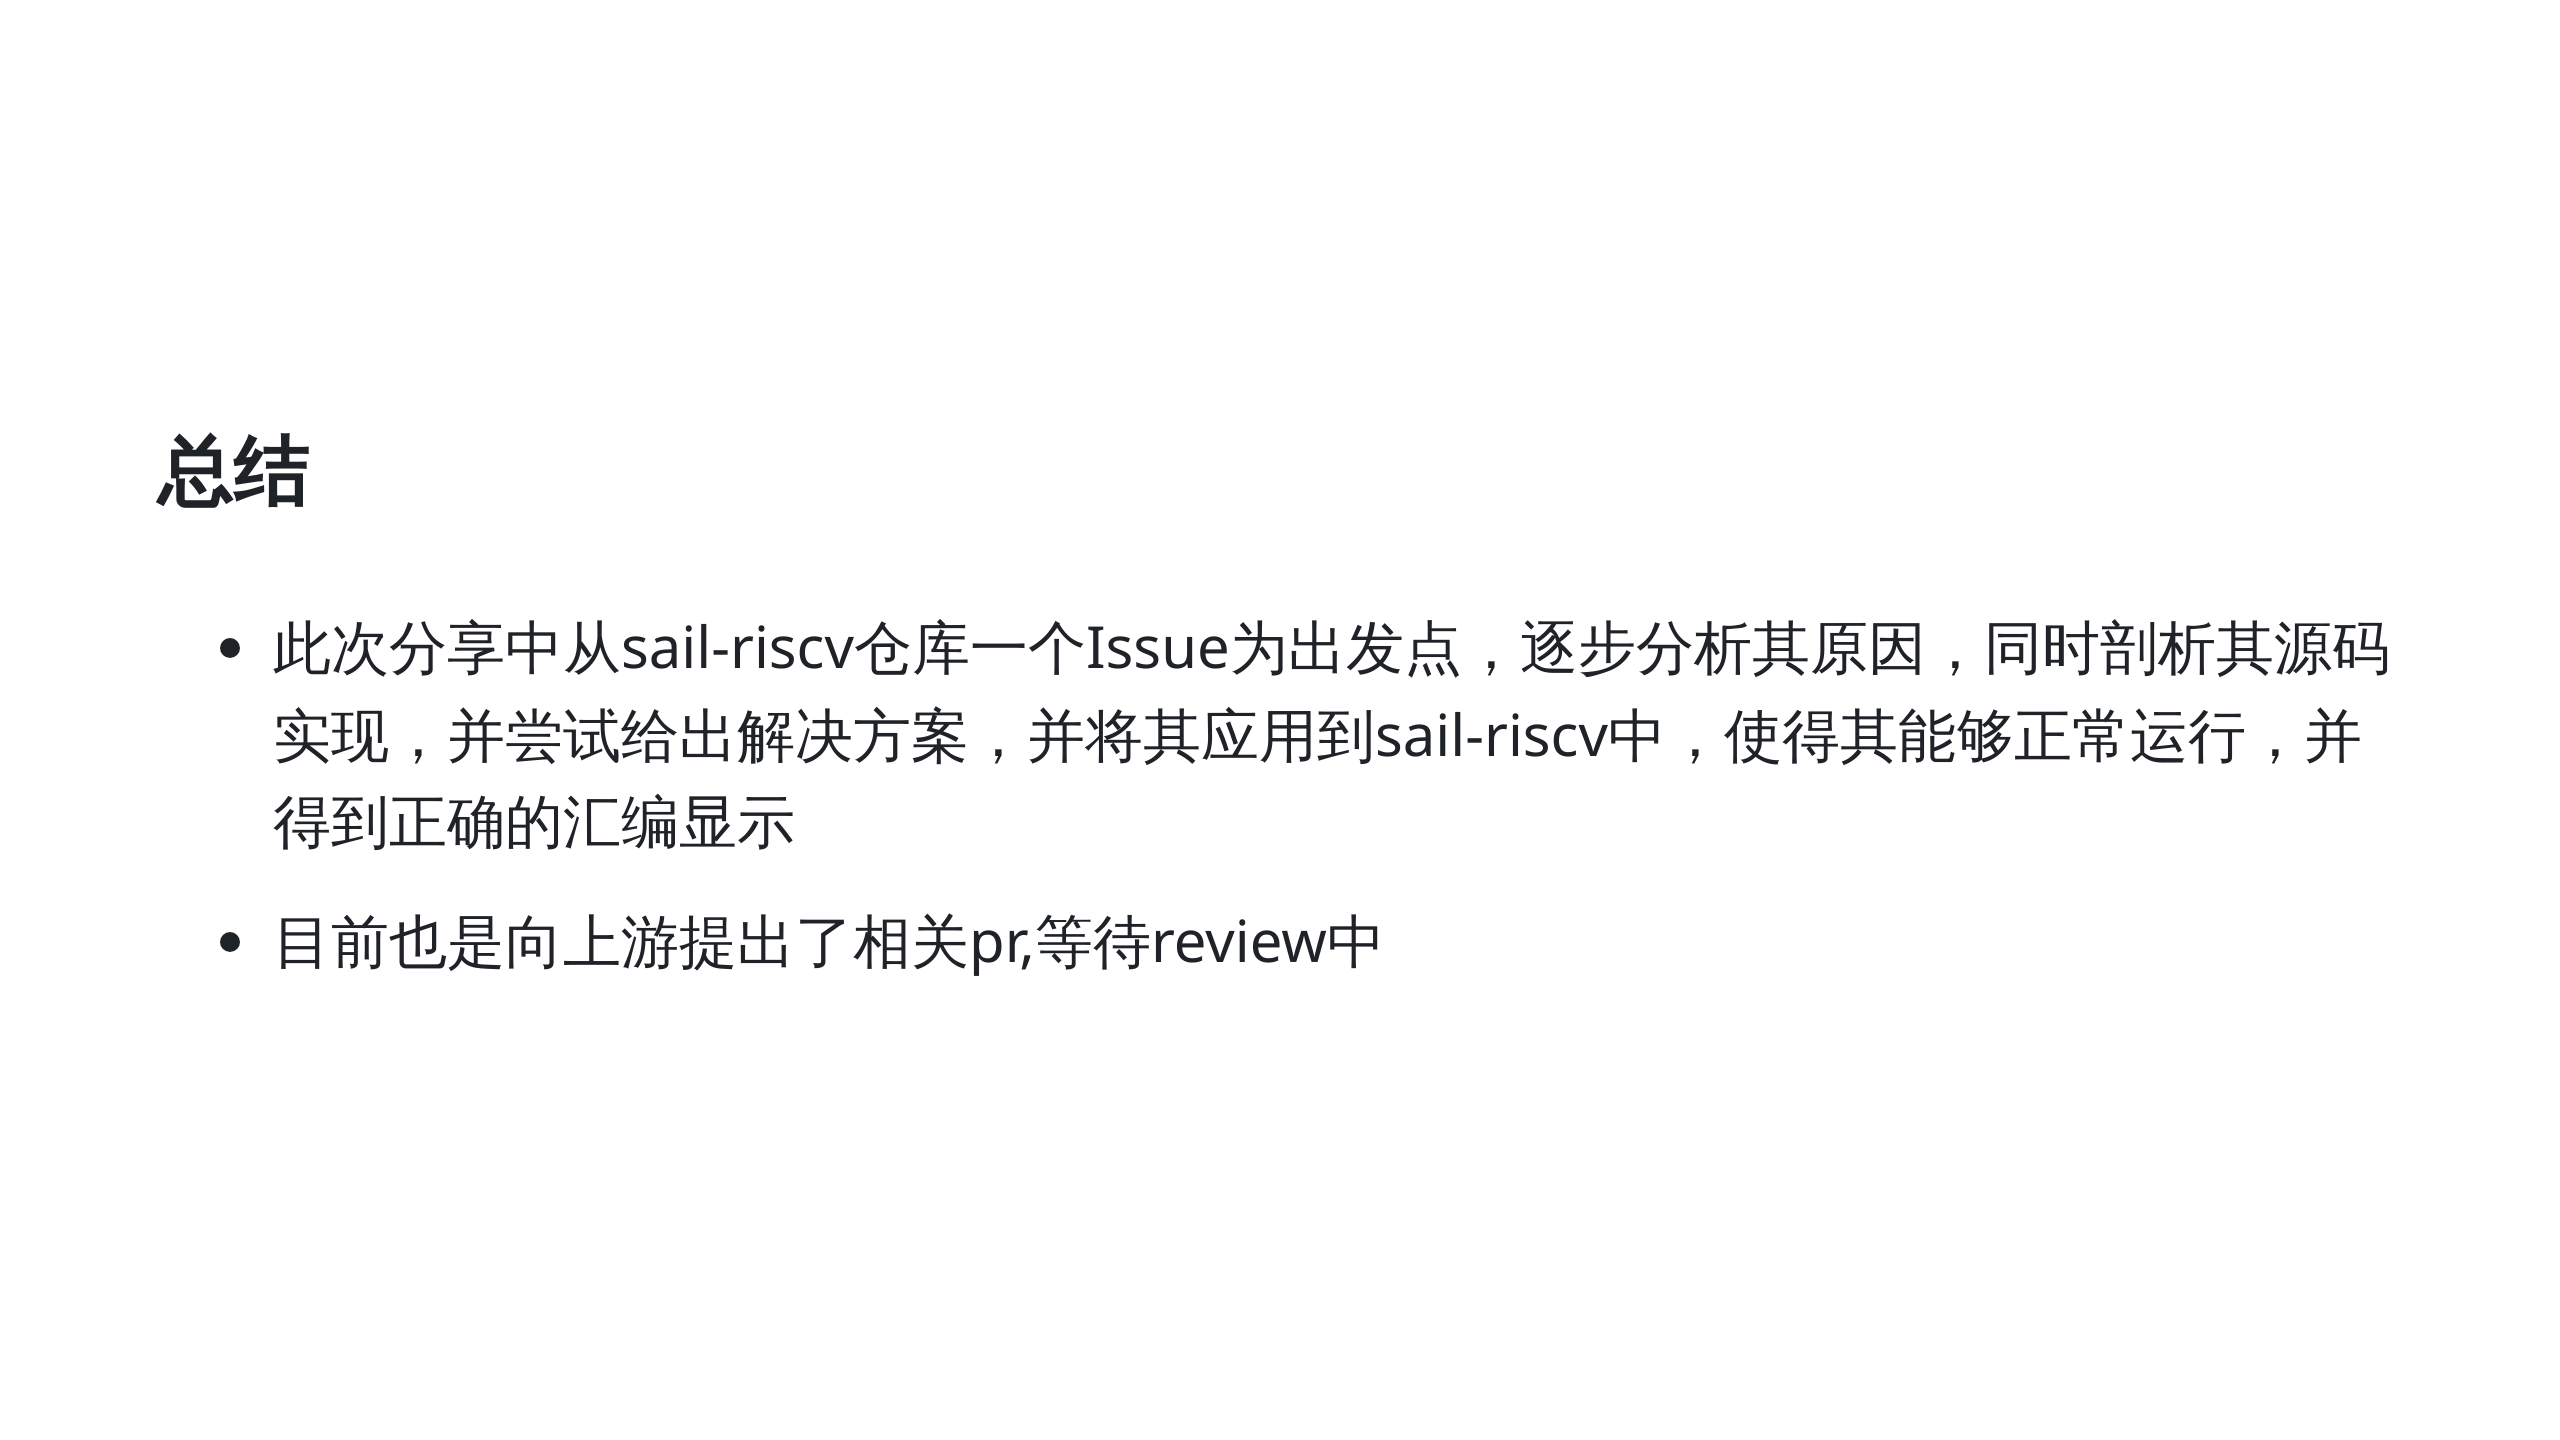 总结
此次分享中从sail-riscv仓库一个Issue为出发点，逐步分析其原因，同时剖析其源码
实现，并尝试给出解决方案，并将其应用到sail-riscv中，使得其能够正常运行，并
得到正确的汇编显示
目前也是向上游提出了相关pr,等待review中